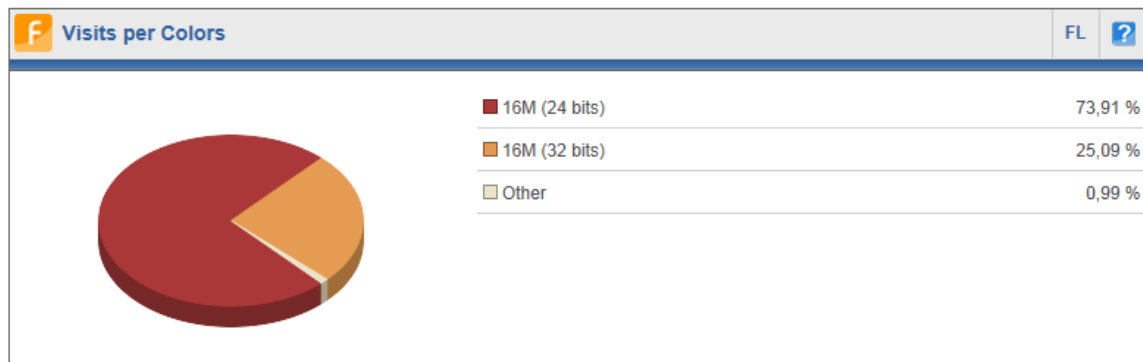 Visits per Colors FL ?
16M (24 bits) 73,91 %
16M (32 bits) 25,09 %
Other 0,99 %